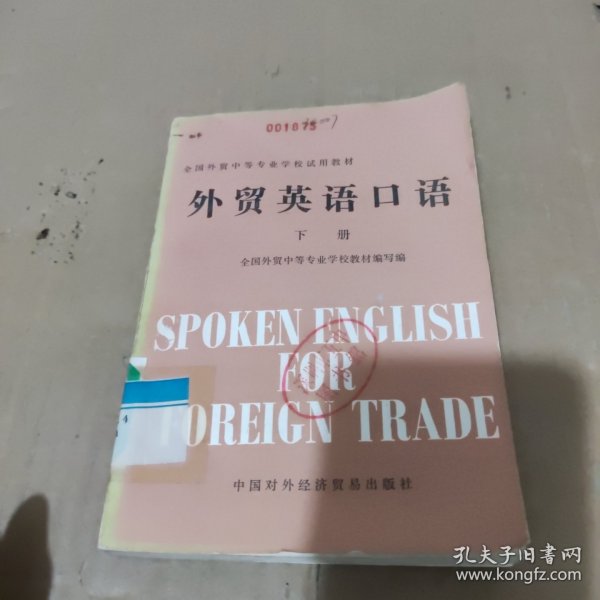 001875
全国外贸中等专业学校试用教材
外贸英语口语
下 册
全国外贸中等专业学校教材编写编
SPOKEN ENGLISH
FOR
FOREIGN TRADE
中国对外经济贸易出版社
孔夫子旧书网
www.kongfz.com